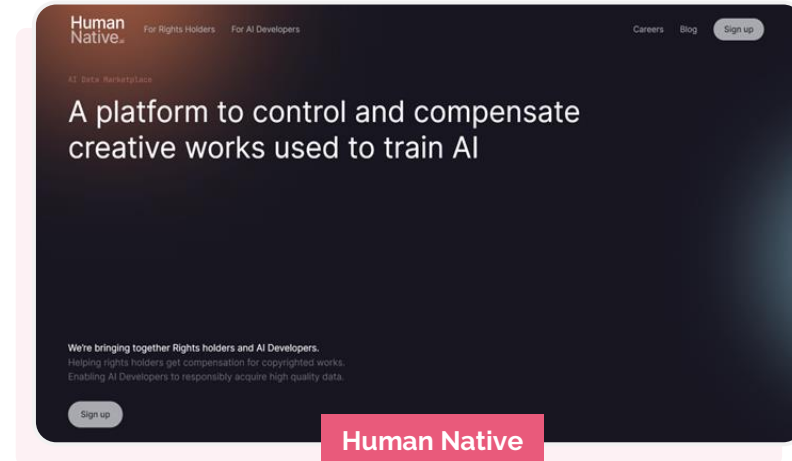 Human
Native.ai
For Rights Holders For AI Developers
Careers Blog Sign up
AI Data Marketplace
A platform to control and compensate
creative works used to train AI
We're bringing together Rights holders and AI Developers.
Helping rights holders get compensation for copyrighted works.
Enabling AI Developers to responsibly acquire high quality data.
Sign up
Human Native